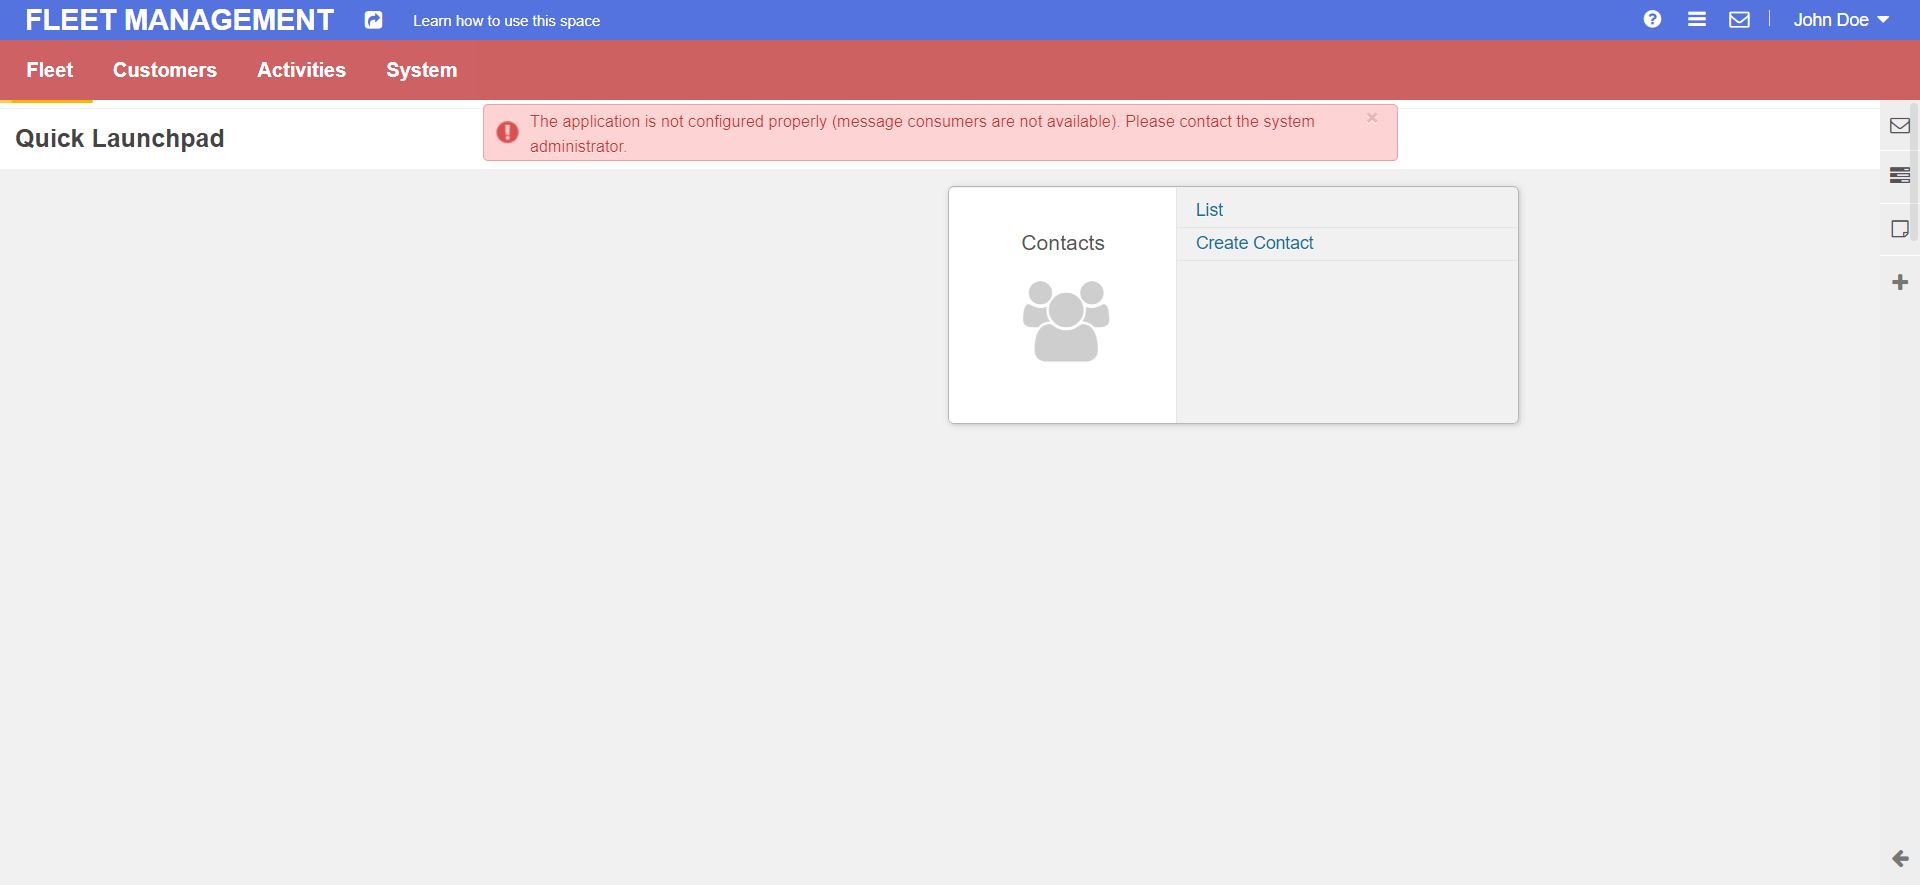 FLEET MANAGEMENT
Learn how to use this space
John Doe
Fleet
Customers
Activities
System
The application is not configured properly (message consumers are not available). Please contact the system
administrator.
×
Quick Launchpad
Contacts
List
Create Contact